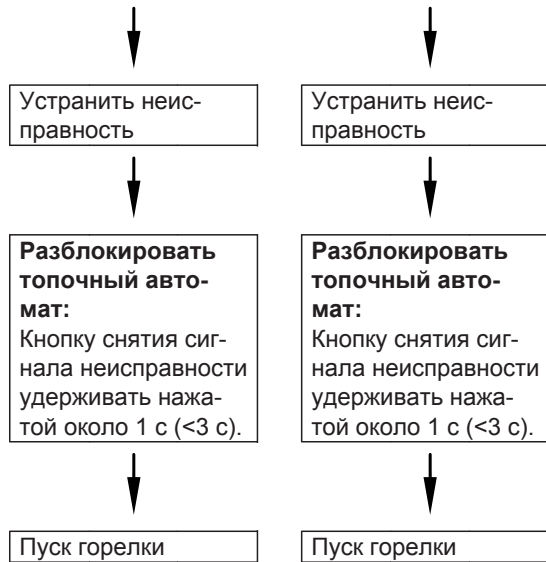 Устранить неис-
правность
Разблокировать
топочный авто-
мат:
Кнопку снятия сиг-
нала неисправности
удерживать нажа-
той около 1 с (<3 с).
Пуск горелки
Устранить неис-
правность
Разблокировать
топочный авто-
мат:
Кнопку снятия сиг-
нала неисправности
удерживать нажа-
той около 1 с (<3 с).
Пуск горелки